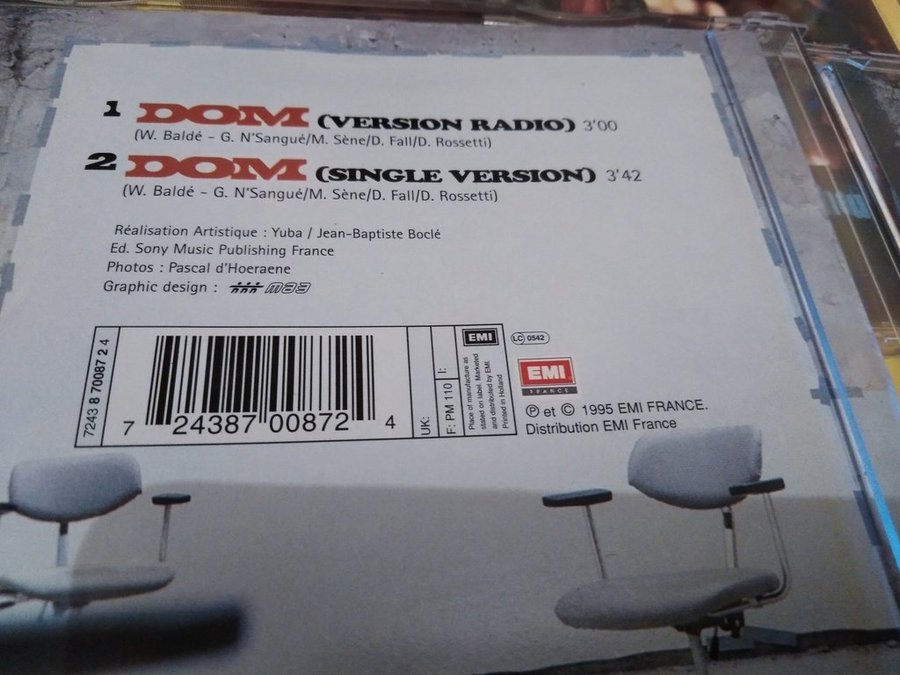 1 DOM (VERSION RADIO) 3'00
(W. Baldé - G. N'Sangué/M. Sène/D. Fall/D. Rossetti)
2 DOM (SINGLE VERSION) 3'42
(W. Baldé - G. N'Sangué/M. Sène/D. Fall/D. Rossetti)
Réalisation Artistique : Yuba / Jean-Baptiste Boclé
Ed. Sony Music Publishing France
Photos : Pascal d'Hoeraene
Graphic design :
7243 8 70087 2 4
7 24387 00872 4
UK:
F: PM 110
I:
EMI
Place of manufacture as
stated on label. Marketed
and distributed by EMI.
Printed in Holland
LC 0542
EMI
FRANCE
℗ et © 1995 EMI FRANCE.
Distribution EMI France